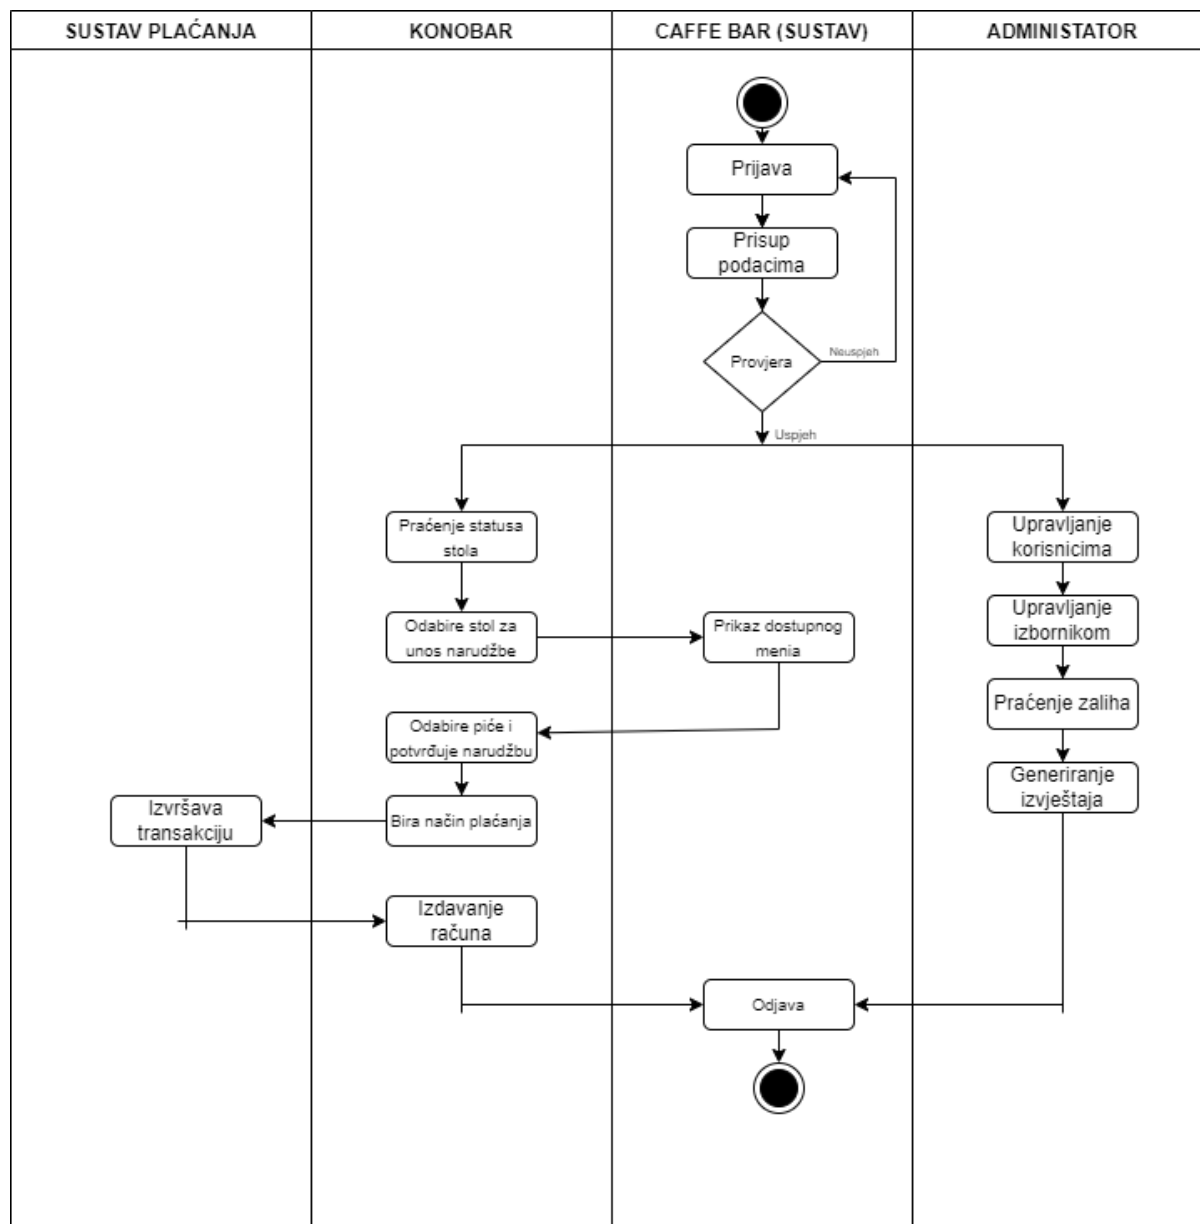 SUSTAV PLAĆANJA
KONOBAR
CAFFE BAR (SUSTAV)
ADMINISTATOR
Prijava
Prisup
podacima
Provjera
Neuspjeh
Uspjeh
Praćenje statusa
stola
Upravljanje
korisnicima
Odabire stol za
unos narudžbe
Prikaz dostupnog
menia
Upravljanje
izbornikom
Praćenje zaliha
Odabire piće i
potvrđuje narudžbu
Generiranje
izvještaja
Izvršava
transakciju
Bira način plaćanja
Izdavanje
računa
Odjava